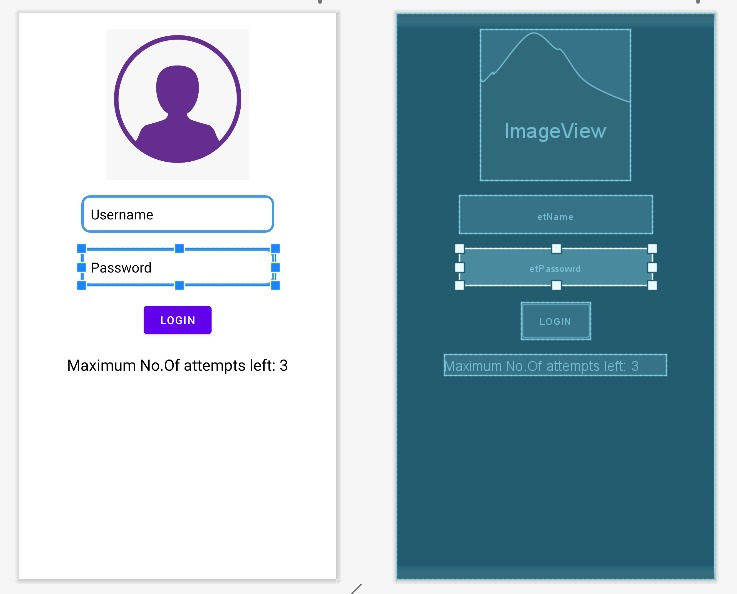 Username
Password
LOGIN
Maximum No.Of attempts left: 3
ImageView
etName
etPassowrd
LOGIN
Maximum No.Of attempts left: 3